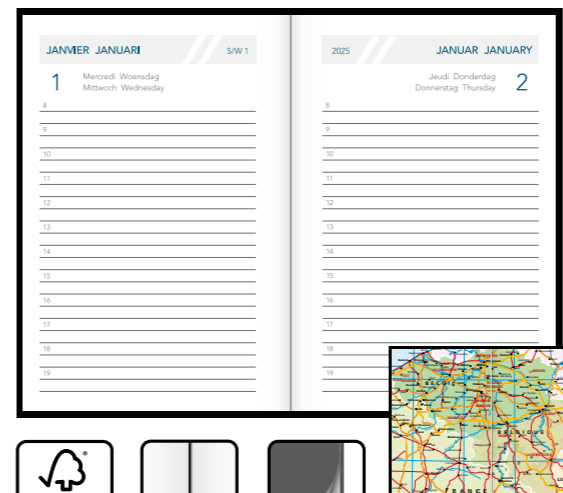 JANVIER JANUARI S/W 1
1 Mercredi Woensdag
Mittwoch Wednesday
8
9
10
11
12
13
14
15
16
17
18
19
2025 JANUAR JANUARY
Jeudi Donderdag 2
Donnerstag Thursday
8
9
10
11
12
13
14
15
16
17
18
19
BELGIË
BELGIQUE
FRANCE